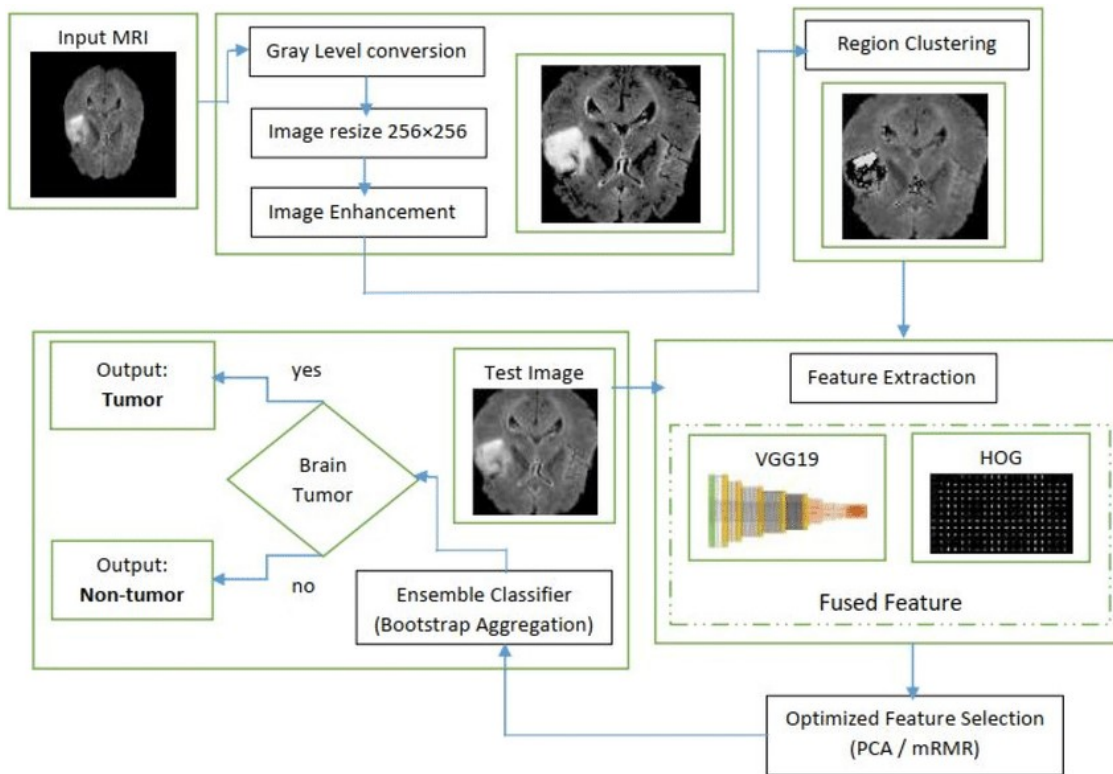 Input MRI
Gray Level conversion
Image resize 256×256
Image Enhancement
Region Clustering
Output:
Tumor
yes
Brain
Tumor
Output:
Non-tumor
no
Test Image
Ensemble Classifier
(Bootstrap Aggregation)
Feature Extraction
VGG19
HOG
Fused Feature
Optimized Feature Selection
(PCA / mRMR)